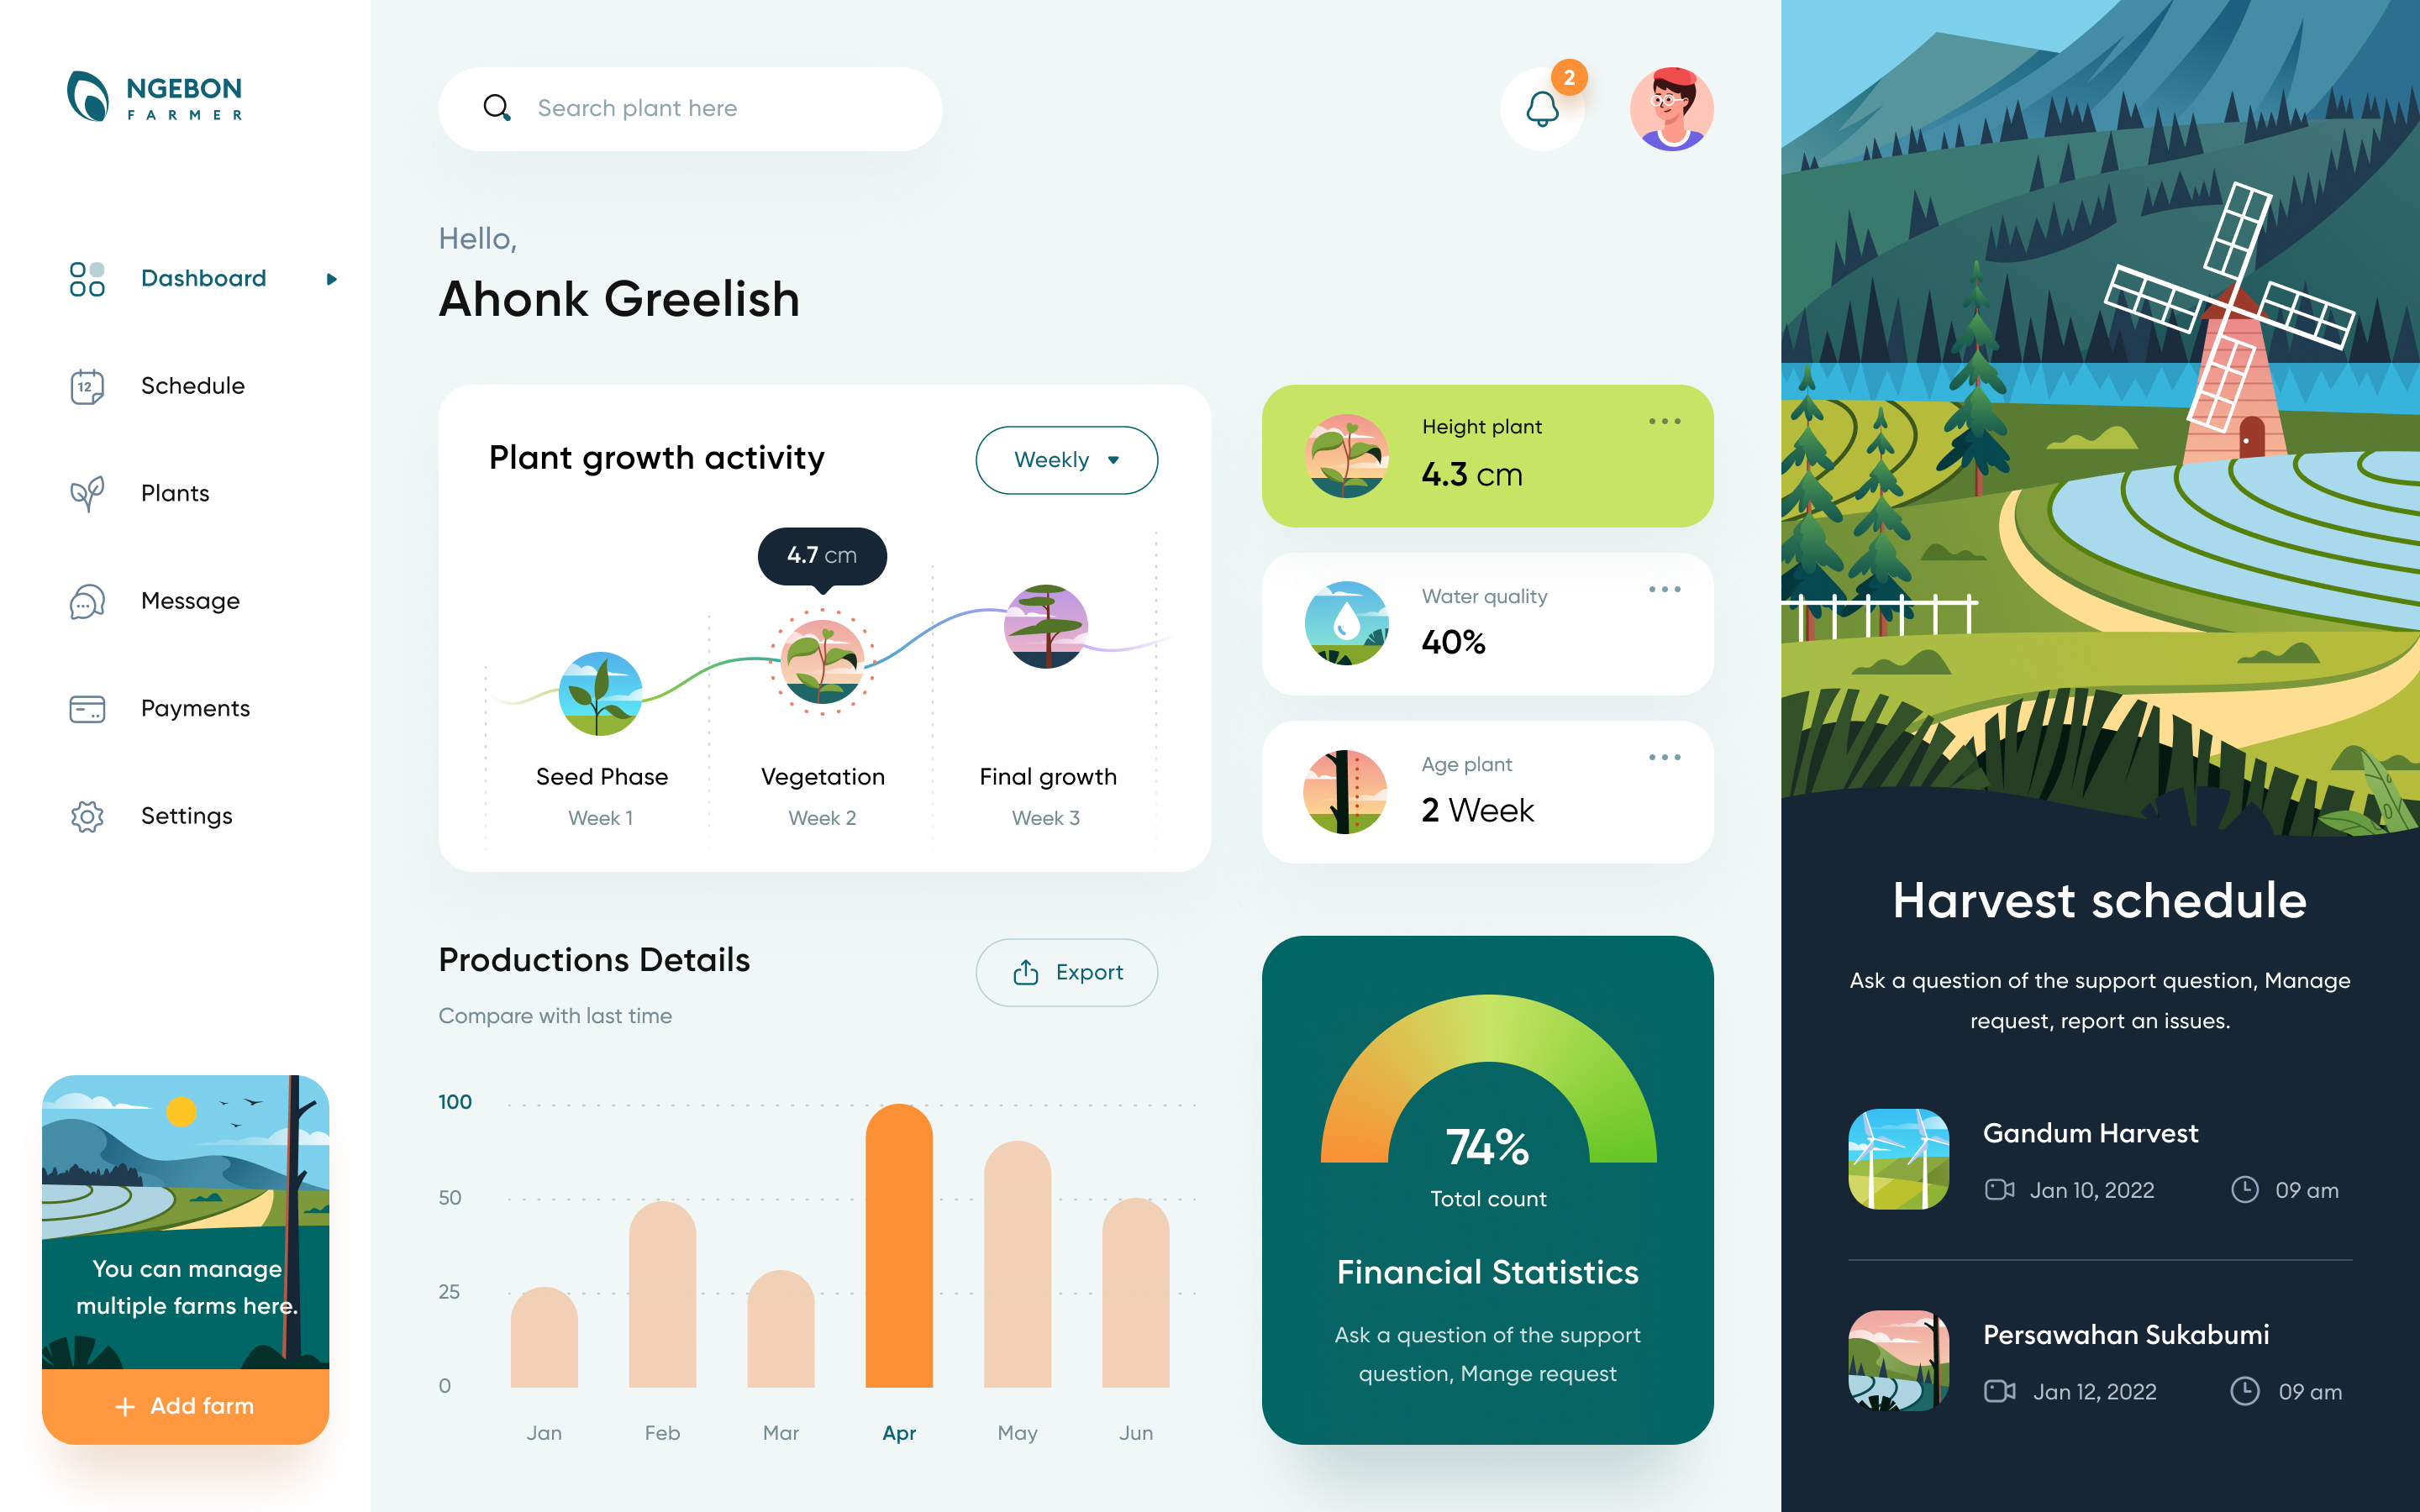 NGEBON
FARMER
Dashboard
12
Schedule
Plants
Message
Payments
Settings
You can manage
multiple farms here.
Add farm
Search plant here
2
Hello,
Ahonk Greelish
Plant growth activity
Weekly
4.7 cm
Seed Phase
Week 1
Vegetation
Week 2
Final growth
Week 3
Height plant
4.3 cm
Water quality
40%
Age plant
2 Week
Productions Details
Compare with last time
Export
100
50
25
0
Jan
Feb
Mar
Apr
May
Jun
74%
Total count
Financial Statistics
Ask a question of the support
question, Mange request
Harvest schedule
Ask a question of the support question, Manage
request, report an issues.
Gandum Harvest
Jan 10, 2022
09 am
Persawahan Sukabumi
Jan 12, 2022
09 am